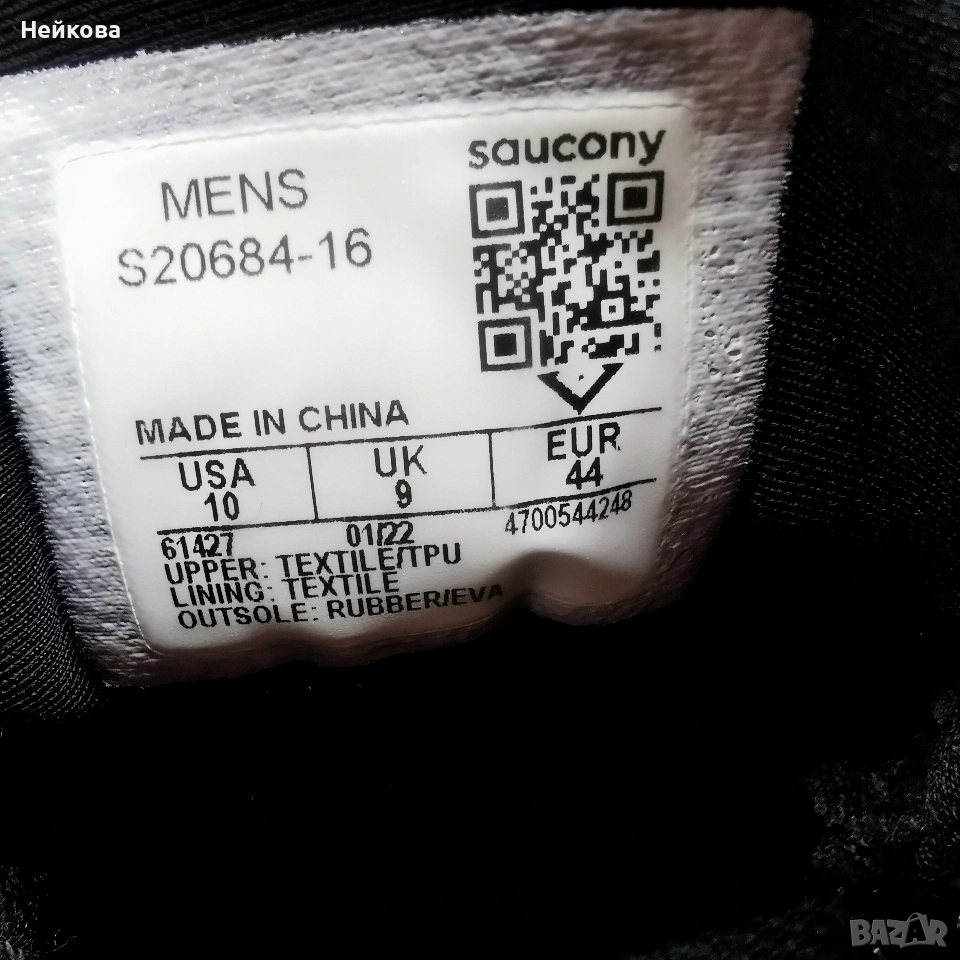 Нейкова
saucony
MENS
S20684-16
MADE IN CHINA
USA UK EUR
10 9 44
61427 01/22 4700544248
UPPER: TEXTILE/TPU
LINING: TEXTILE
OUTSOLE: RUBBER/EVA
BAZAR